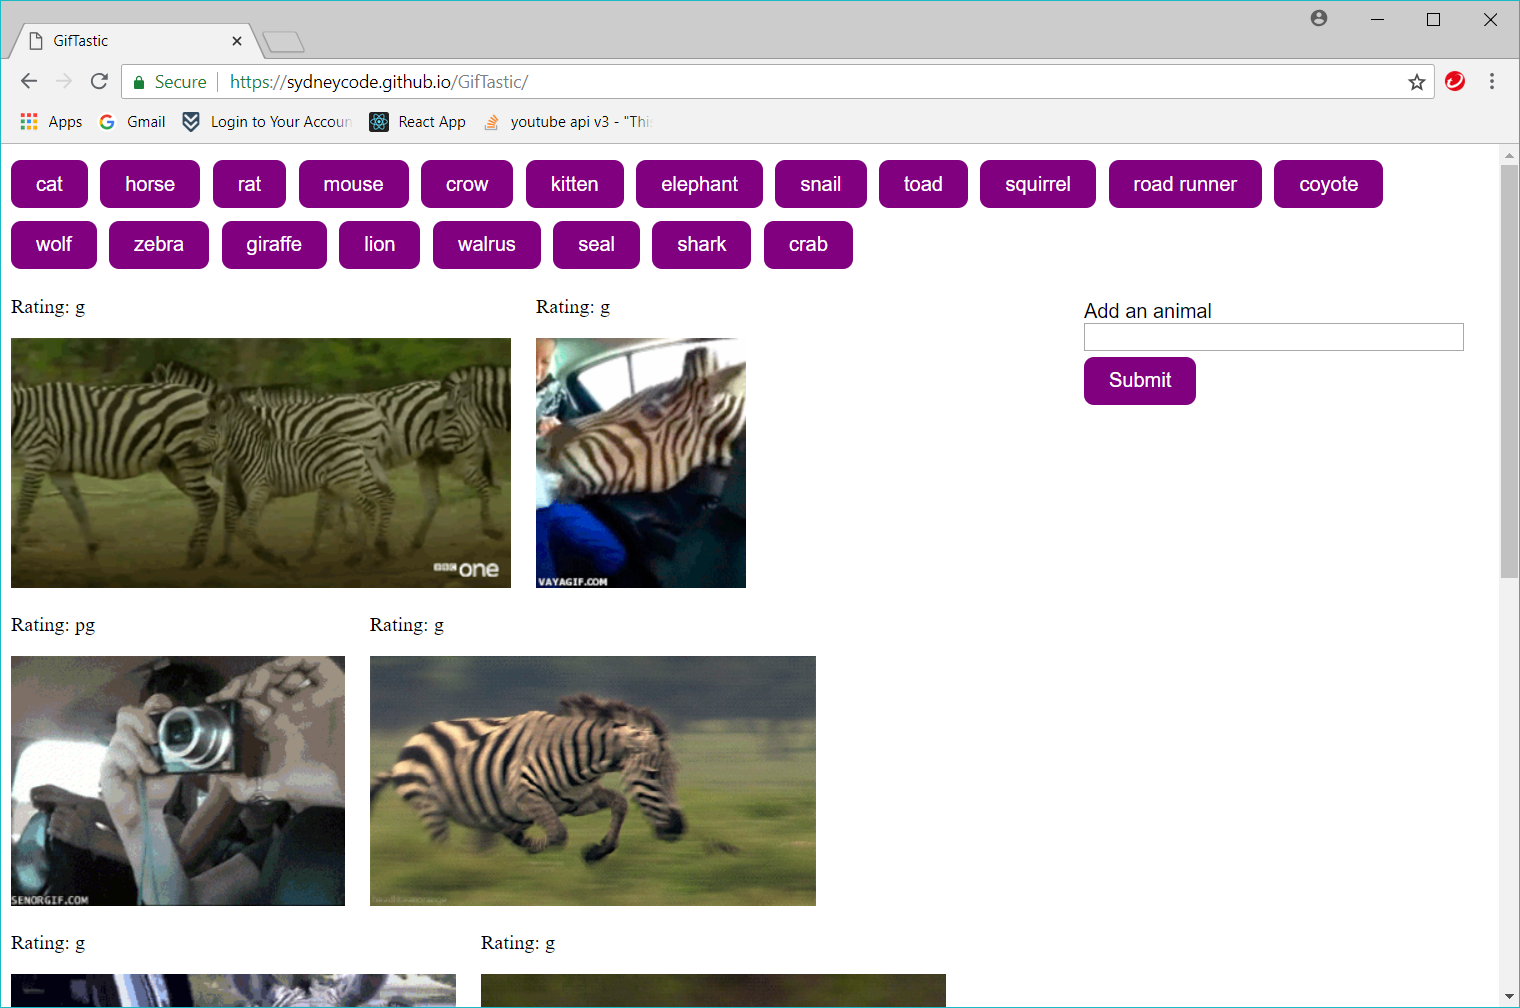 GifTastic
Secure https://sydneycode.github.io/GifTastic/
Apps Gmail Login to Your Accoun React App youtube api v3 - "This
cat horse rat mouse crow kitten elephant snail toad squirrel road runner coyote
wolf zebra giraffe lion walrus seal shark crab
Rating: g Rating: g
Add an animal
Submit
BBC one
VAYAGIF.COM
Rating: pg Rating: g
SENORGIF.COM
Rating: g Rating: g